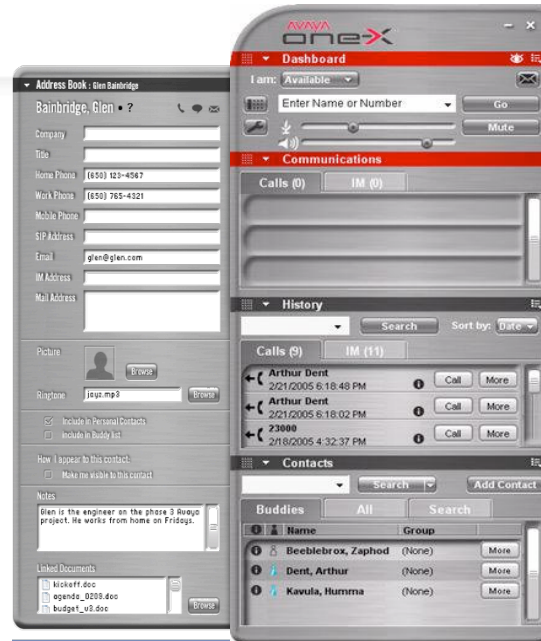 Address Book : Glen Bainbridge
Bainbridge, Glen • ?
Company
Title
Home Phone (650) 123-4567
Work Phone (650) 765-4321
Mobile Phone
SIP Address
Email glen@glen.com
IM Address
Mail Address
Picture
Browse
Ringtone joys.mp3 Browse
Include in Personal Contacts
Include in Buddy list
How I appear to this contact:
Make me visible to this contact
Notes
Glen is the engineer on the phase 3 Avaya
project. He works from home on Fridays.
Linked Documents
kickoff.doc
agenda_0203.doc
budget_v3.doc
Browse
AVAYA
one-X
Dashboard
I am: Available
Enter Name or Number Go
Mute
Communications
Calls (0) IM (0)
History
Search Sort by: Date
Calls (9) IM (11)
Arthur Dent
2/21/2005 6:18:48 PM Call More
Arthur Dent
2/21/2005 6:18:02 PM Call More
23000
2/18/2005 4:32:37 PM Call More
Contacts
Search Add Contact
Buddies All Search
Name Group
Beeblebrox, Zaphod (None) More
Dent, Arthur (None) More
Kavula, Humma (None) More